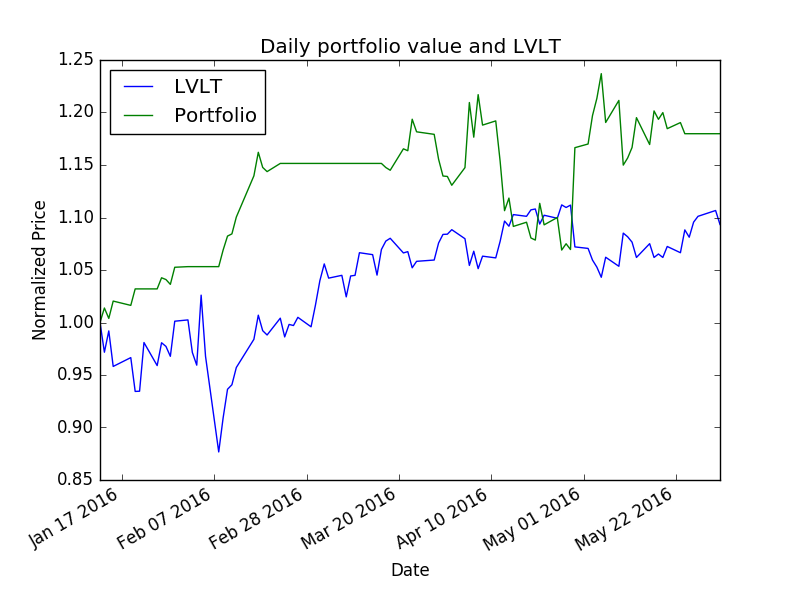 Daily portfolio value and LVLT
LVLT
Portfolio
1.25
1.20
1.15
1.10
1.05
1.00
0.95
0.90
0.85
Normalized Price
Jan 17 2016
Feb 07 2016
Feb 28 2016
Mar 20 2016
Apr 10 2016
May 01 2016
May 22 2016
Date